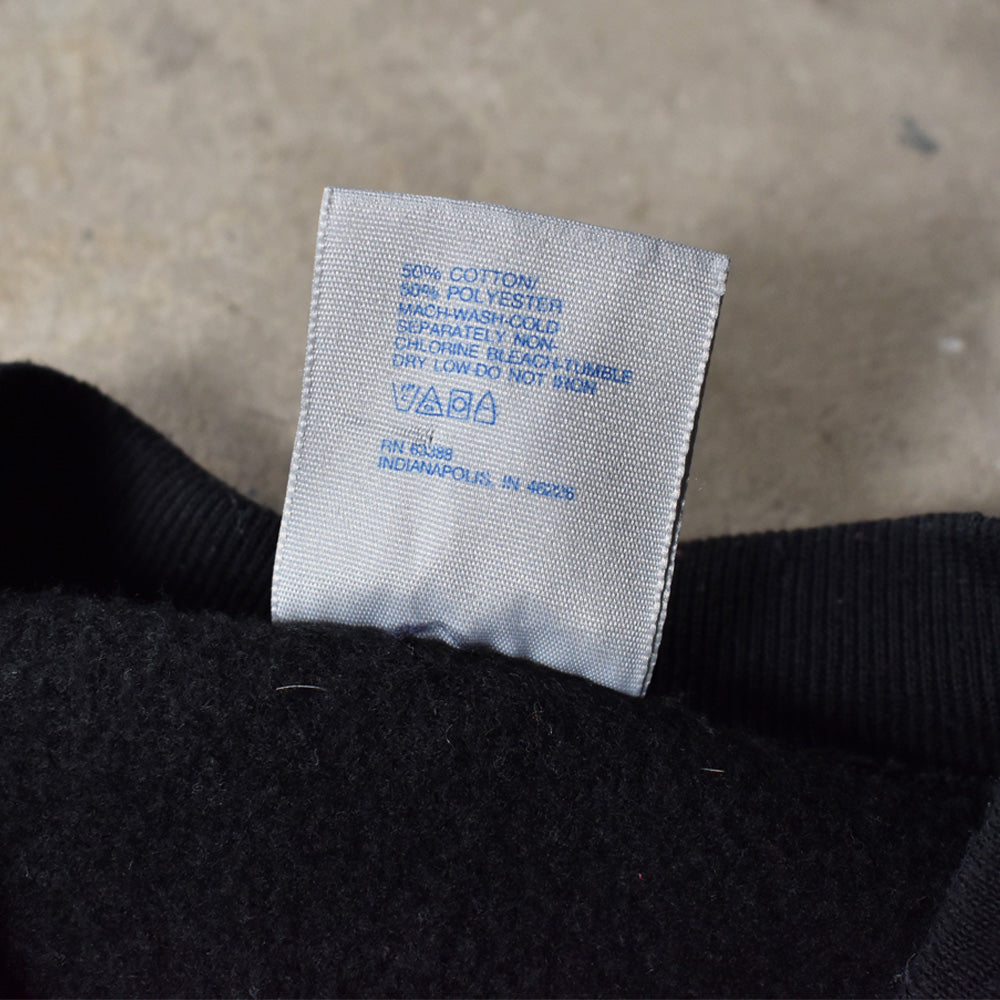 50% COTTON/
50% POLYESTER
MACH-WASH-COLD
SEPARATELY NON-
CHLORINE BLEACH-TUMBLE
DRY LOW-DO NOT IRON
RN 63388
INDIANAPOLIS, IN 46226